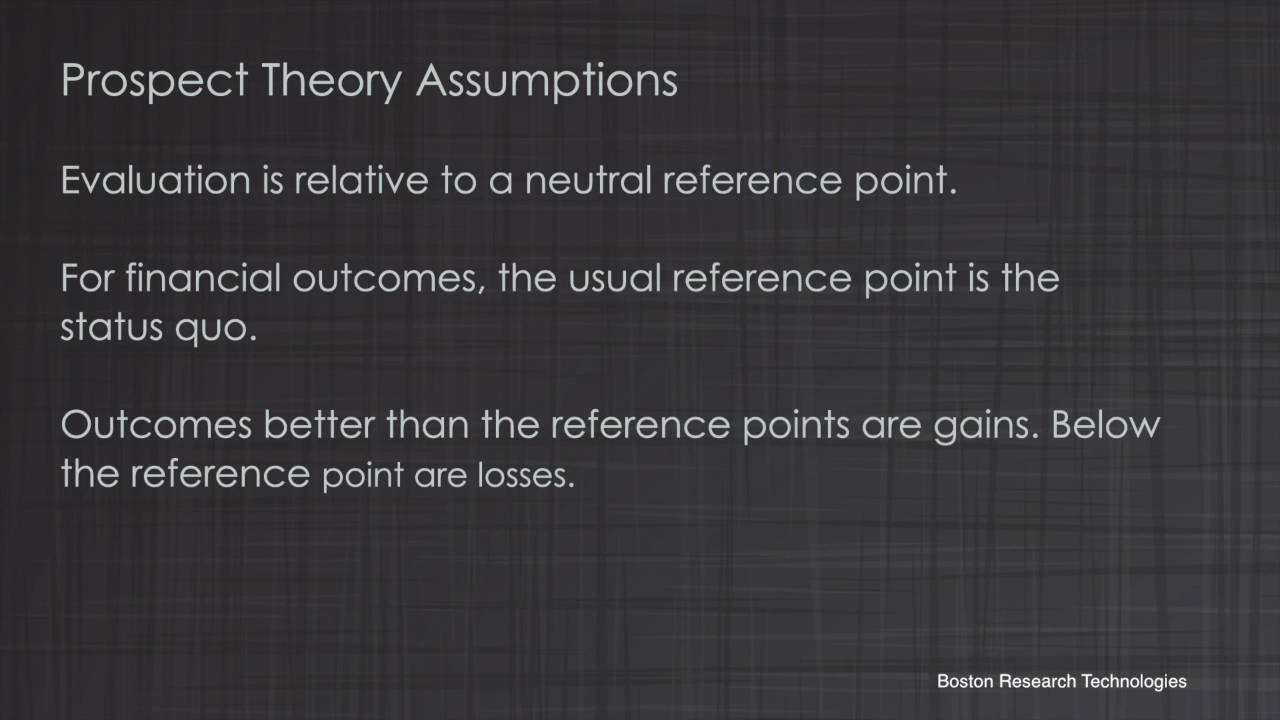 Prospect Theory Assumptions
Evaluation is relative to a neutral reference point.
For financial outcomes, the usual reference point is the
status quo.
Outcomes better than the reference points are gains. Below
the reference point are losses.
Boston Research Technologies